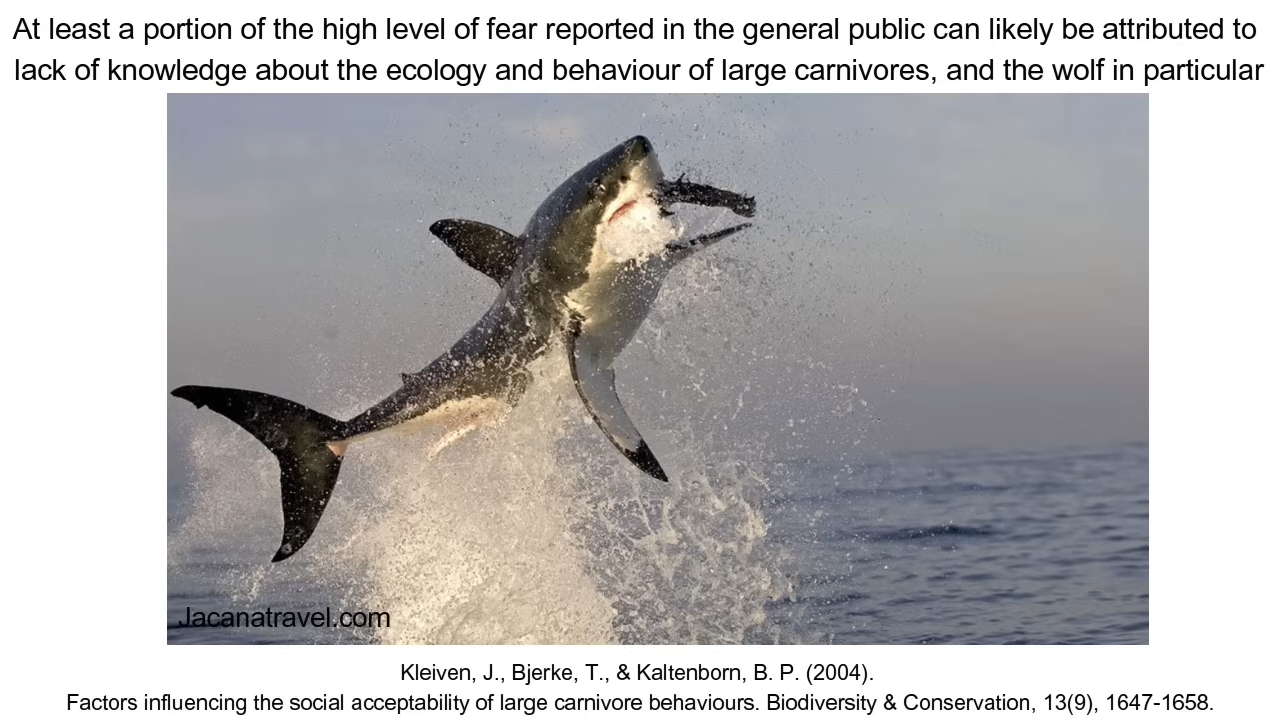 At least a portion of the high level of fear reported in the general public can likely be attributed to
lack of knowledge about the ecology and behaviour of large carnivores, and the wolf in particular
Jacanatravel.com
Kleiven, J., Bjerke, T., & Kaltenborn, B. P. (2004).
Factors influencing the social acceptability of large carnivore behaviours. Biodiversity & Conservation, 13(9), 1647-1658.